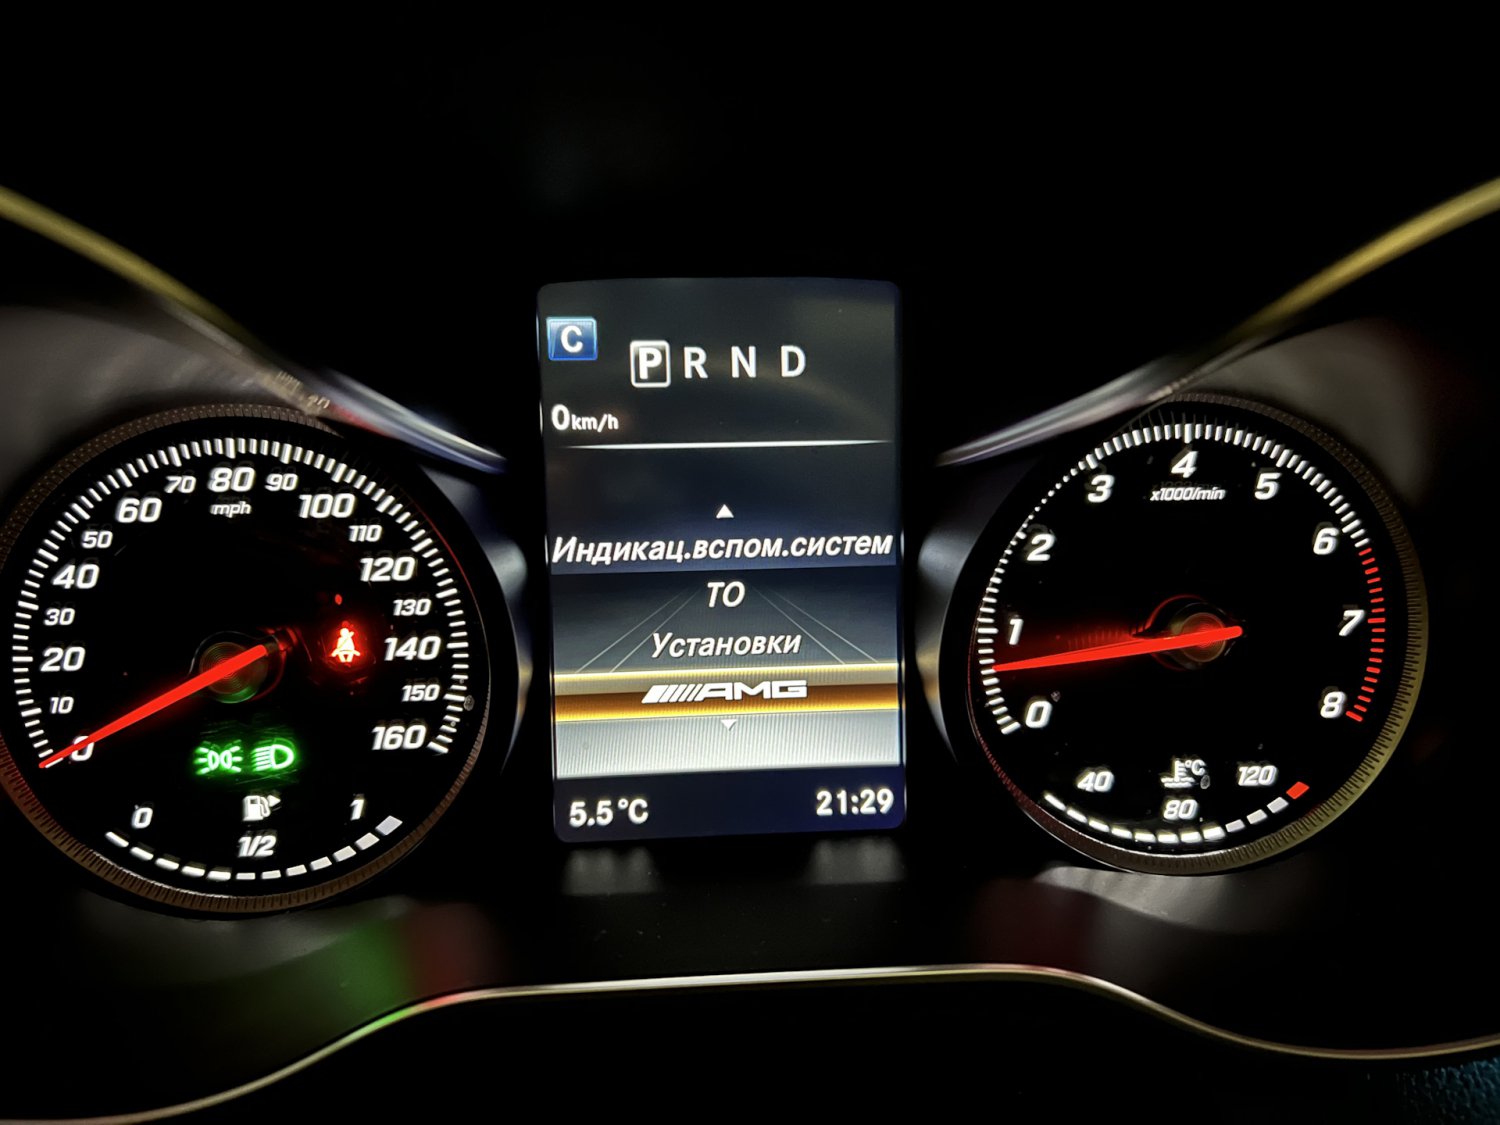 C
P R N D
0 km/h
Индикац.вспом.систем
ТО
Установки
AMG
5.5°C 21:29
0 10 20 30 40 50 60 70 80 90 100 110 120 130 140 150 160
mph
0 1/2 1
0 1 2 3 4 5 6 7 8
x1000/min
40 80 120
°C